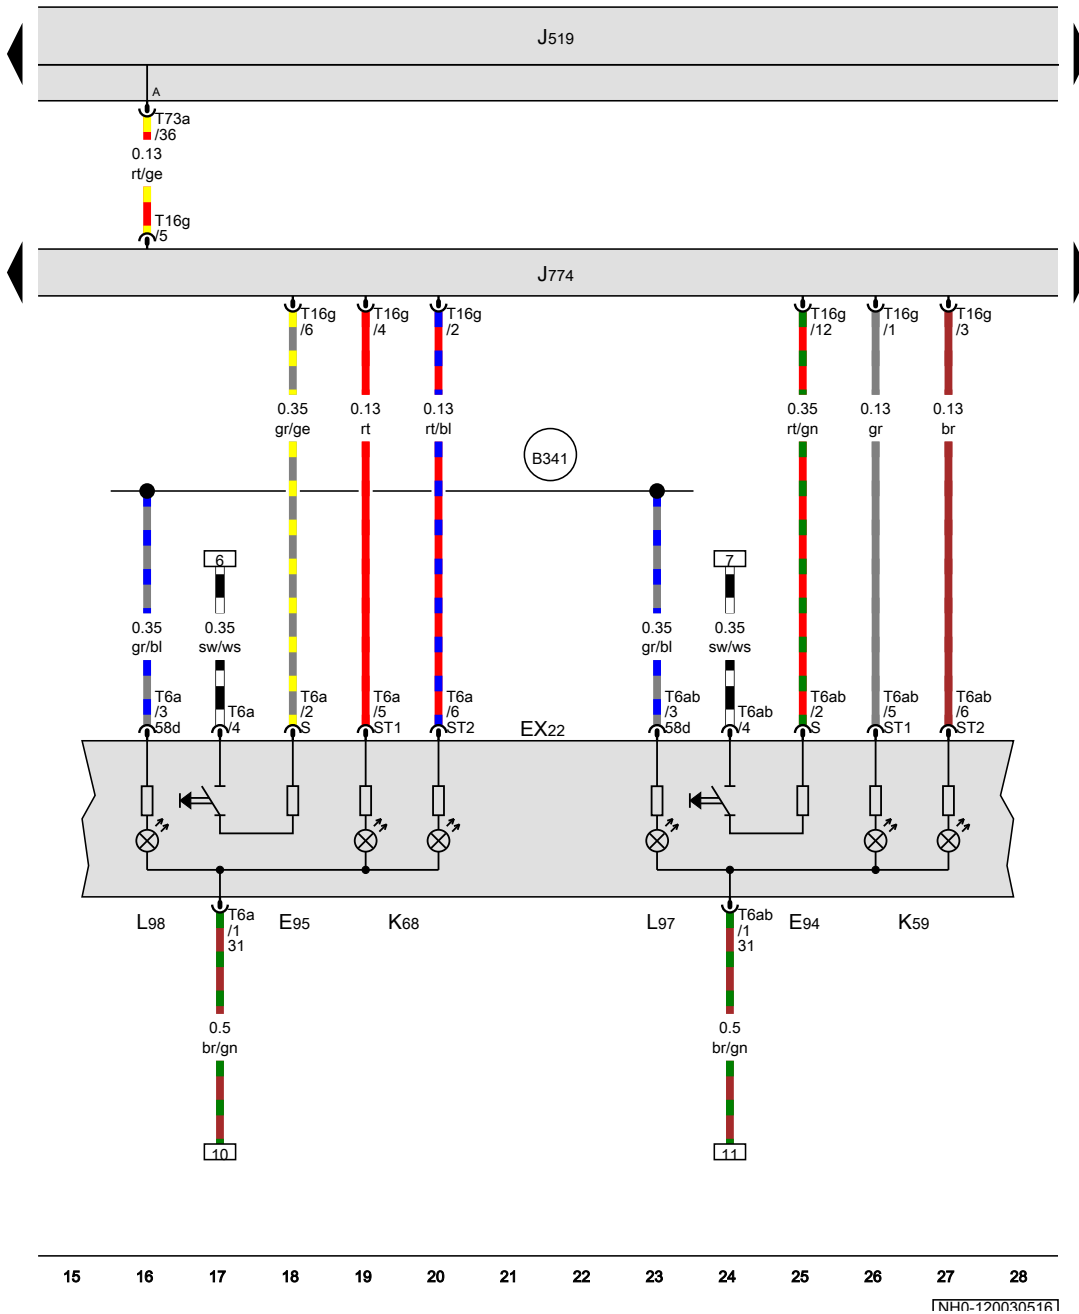 J519
A
T73a
/36
0.13
rt/ge
T16g
/5
J774
T16g
/6
T16g
/4
T16g
/2
T16g
/12
T16g
/1
T16g
/3
0.35
gr/ge
0.13
rt
0.13
rt/bl
0.35
rt/gn
0.13
gr
0.13
br
B341
6
7
0.35
gr/bl
0.35
sw/ws
0.35
gr/bl
0.35
sw/ws
T6a
/3
58d
T6a
/4
T6a
/2
S
T6a
/5
ST1
T6a
/6
ST2
EX22
T6ab
/3
58d
T6ab
/4
T6ab
/2
S
T6ab
/5
ST1
T6ab
/6
ST2
L98
T6a
/1
31
E95
K68
L97
T6ab
/1
31
E94
K59
0.5
br/gn
0.5
br/gn
10
11
15 16 17 18 19 20 21 22 23 24 25 26 27 28
NH0-120030516